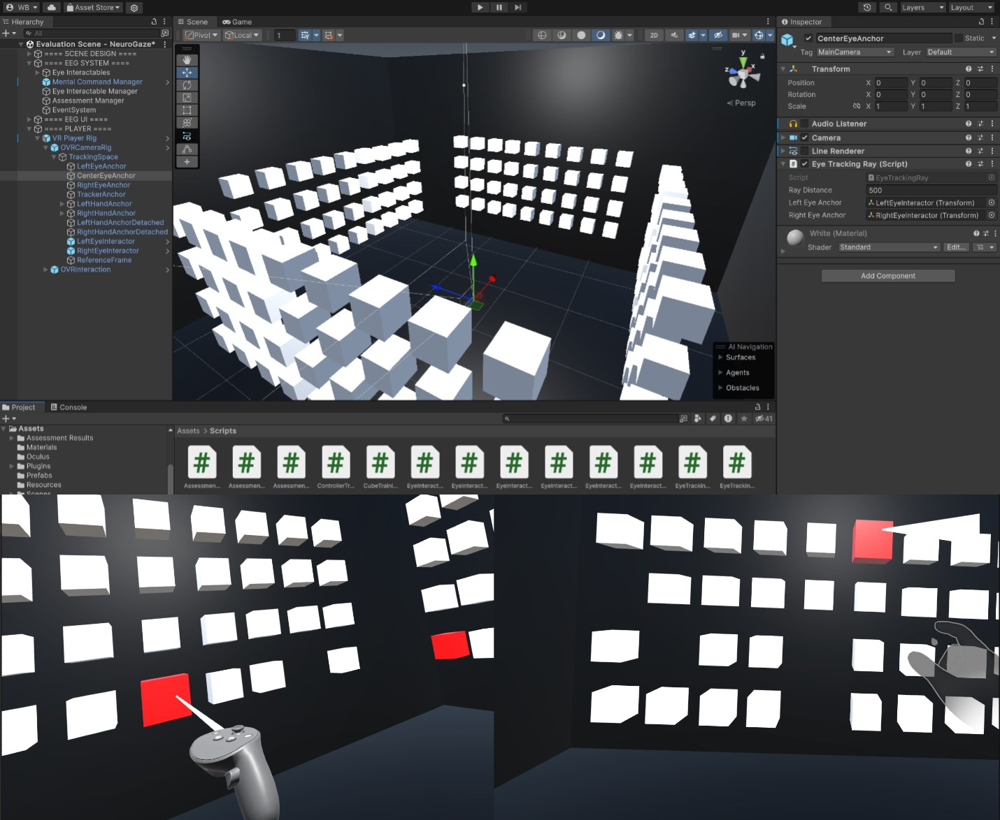 WB
Asset Store
Layers
Layout
Hierarchy
All
Evaluation Scene - NeuroGaze*
==== SCENE DESIGN ====
==== EEG SYSTEM ====
Eye Interactables
Mental Command Manager
Eye Interactable Manager
Assessment Manager
EventSystem
==== EEG UI ====
==== PLAYER ====
VR Player Rig
OVRCameraRig
TrackingSpace
LeftEyeAnchor
CenterEyeAnchor
RightEyeAnchor
TrackerAnchor
LeftHandAnchor
RightHandAnchor
LeftHandAnchorDetached
RightHandAnchorDetached
LeftEyeInteractor
RightEyeInteractor
ReferenceFrame
OVRInteraction
Scene
Game
Pivot
Local
1
2D
y
x
z
Persp
AI Navigation
Surfaces
Agents
Obstacles
Inspector
CenterEyeAnchor
Static
Tag MainCamera Layer Default
Transform
Position X 0 Y 0 Z 0
Rotation X 0 Y 0 Z 0
Scale X 1 Y 1 Z 1
Audio Listener
Camera
Line Renderer
Eye Tracking Ray (Script)
Script EyeTrackingRay
Ray Distance 500
Left Eye Anchor LeftEyeInteractor (Transform)
Right Eye Anchor RightEyeInteractor (Transform)
White (Material)
Shader Standard Edit...
Add Component
Project
Console
41
Assets
Assessment Results
Materials
Oculus
Plugins
Prefabs
Resources
Scenes
Assets > Scripts
Assessmen... Assessmen... Assessmen... ControllerTr... CubeTraini... EyeInteract... EyeInteract... EyeInteract... EyeInteract... EyeInteract... EyeInteract... EyeTrackin... EyeTrackin...